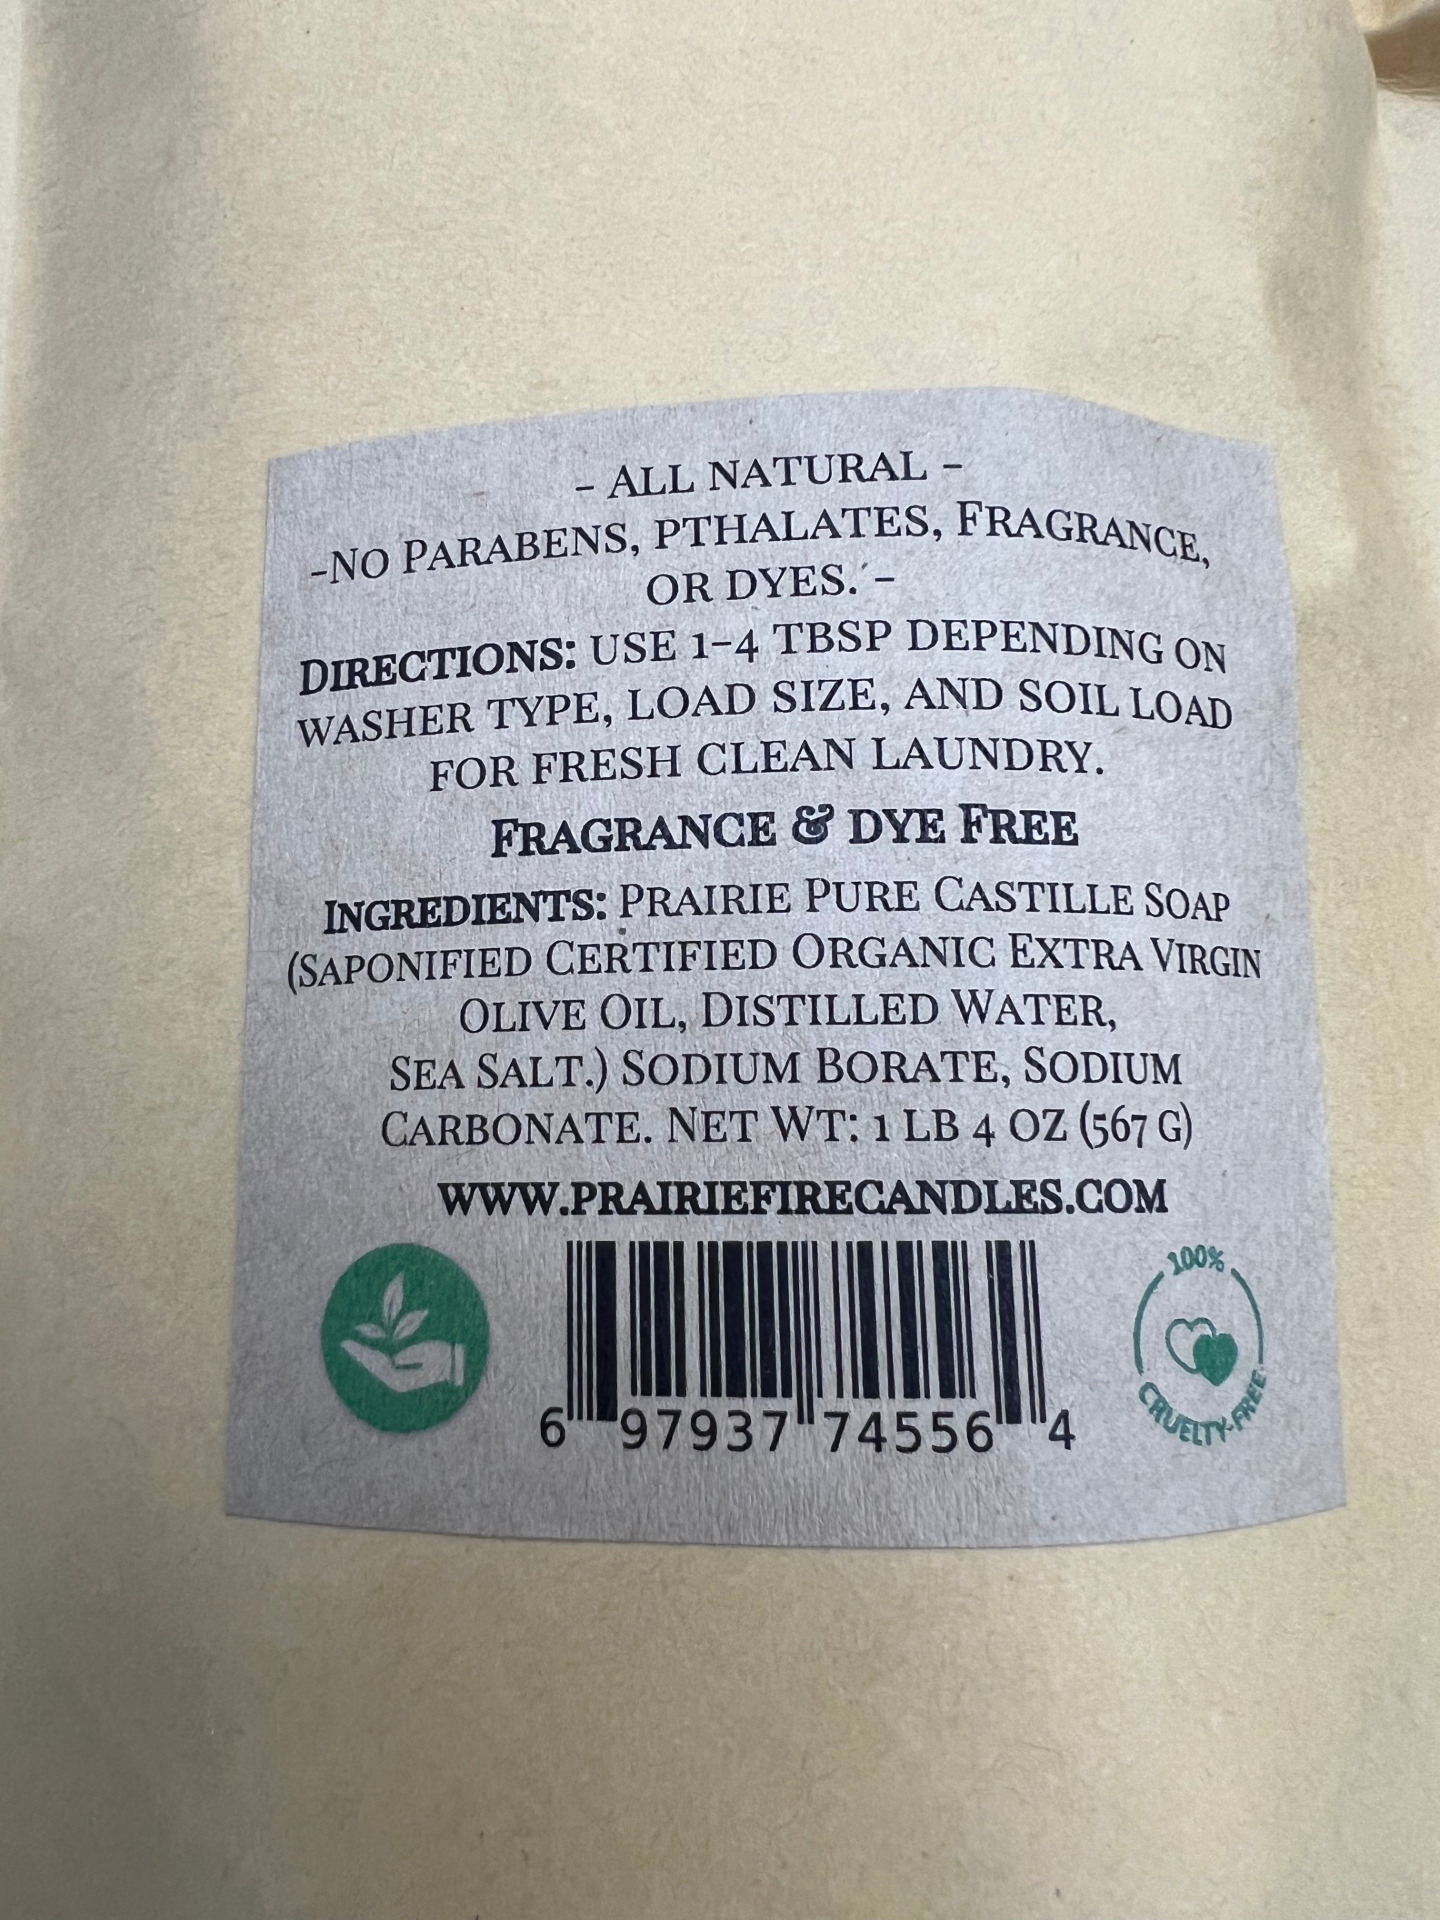 - ALL NATURAL -
-NO PARABENS, PTHALATES, FRAGRANCE,
OR DYES. -
DIRECTIONS: USE 1-4 TBSP DEPENDING ON
WASHER TYPE, LOAD SIZE, AND SOIL LOAD
FOR FRESH CLEAN LAUNDRY.
FRAGRANCE & DYE FREE
INGREDIENTS: PRAIRIE PURE CASTILLE SOAP
(SAPONIFIED CERTIFIED ORGANIC EXTRA VIRGIN
OLIVE OIL, DISTILLED WATER,
SEA SALT.) SODIUM BORATE, SODIUM
CARBONATE. NET WT: 1 LB 4 OZ (567 G)
WWW.PRAIRIEFIRECANDLES.COM
6 97937 74556 4
100%
CRUELTY-FREE